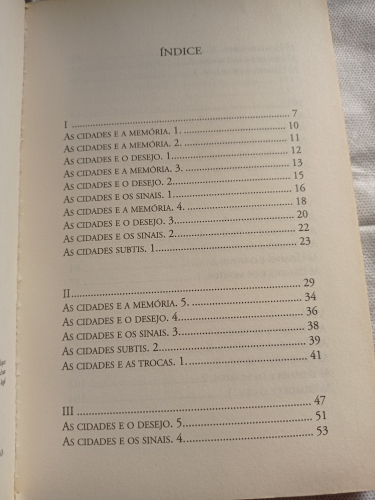 ÍNDICE
I ........................................................................ 7
AS CIDADES E A MEMÓRIA. 1. ................................ 10
AS CIDADES E A MEMÓRIA. 2. ................................ 11
AS CIDADES E O DESEJO. 1 .................................... 12
AS CIDADES E A MEMÓRIA. 3. ................................ 13
AS CIDADES E O DESEJO. 2 .................................... 15
AS CIDADES E OS SINAIS. 1 .................................... 16
AS CIDADES E A MEMÓRIA. 4. ................................ 18
AS CIDADES E O DESEJO. 3 .................................... 20
AS CIDADES E OS SINAIS. 2 .................................... 22
AS CIDADES SUBTIS. 1 ........................................... 23
II ....................................................................... 29
AS CIDADES E A MEMÓRIA. 5. ................................ 34
AS CIDADES E O DESEJO. 4 .................................... 36
AS CIDADES E OS SINAIS. 3 .................................... 38
AS CIDADES SUBTIS. 2 ........................................... 39
AS CIDADES E AS TROCAS. 1 .................................. 41
III ...................................................................... 47
AS CIDADES E O DESEJO. 5 .................................... 51
AS CIDADES E OS SINAIS. 4 .................................... 53